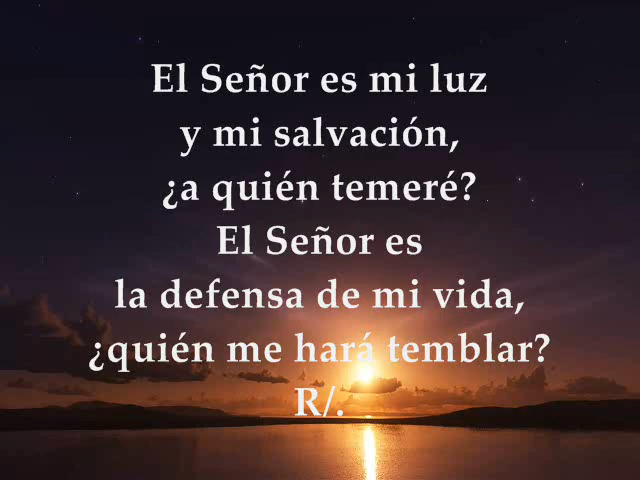 El Señor es mi luz
y mi salvación,
¿a quién temeré?
El Señor es
la defensa de mi vida,
¿quién me hará temblar?
R/.